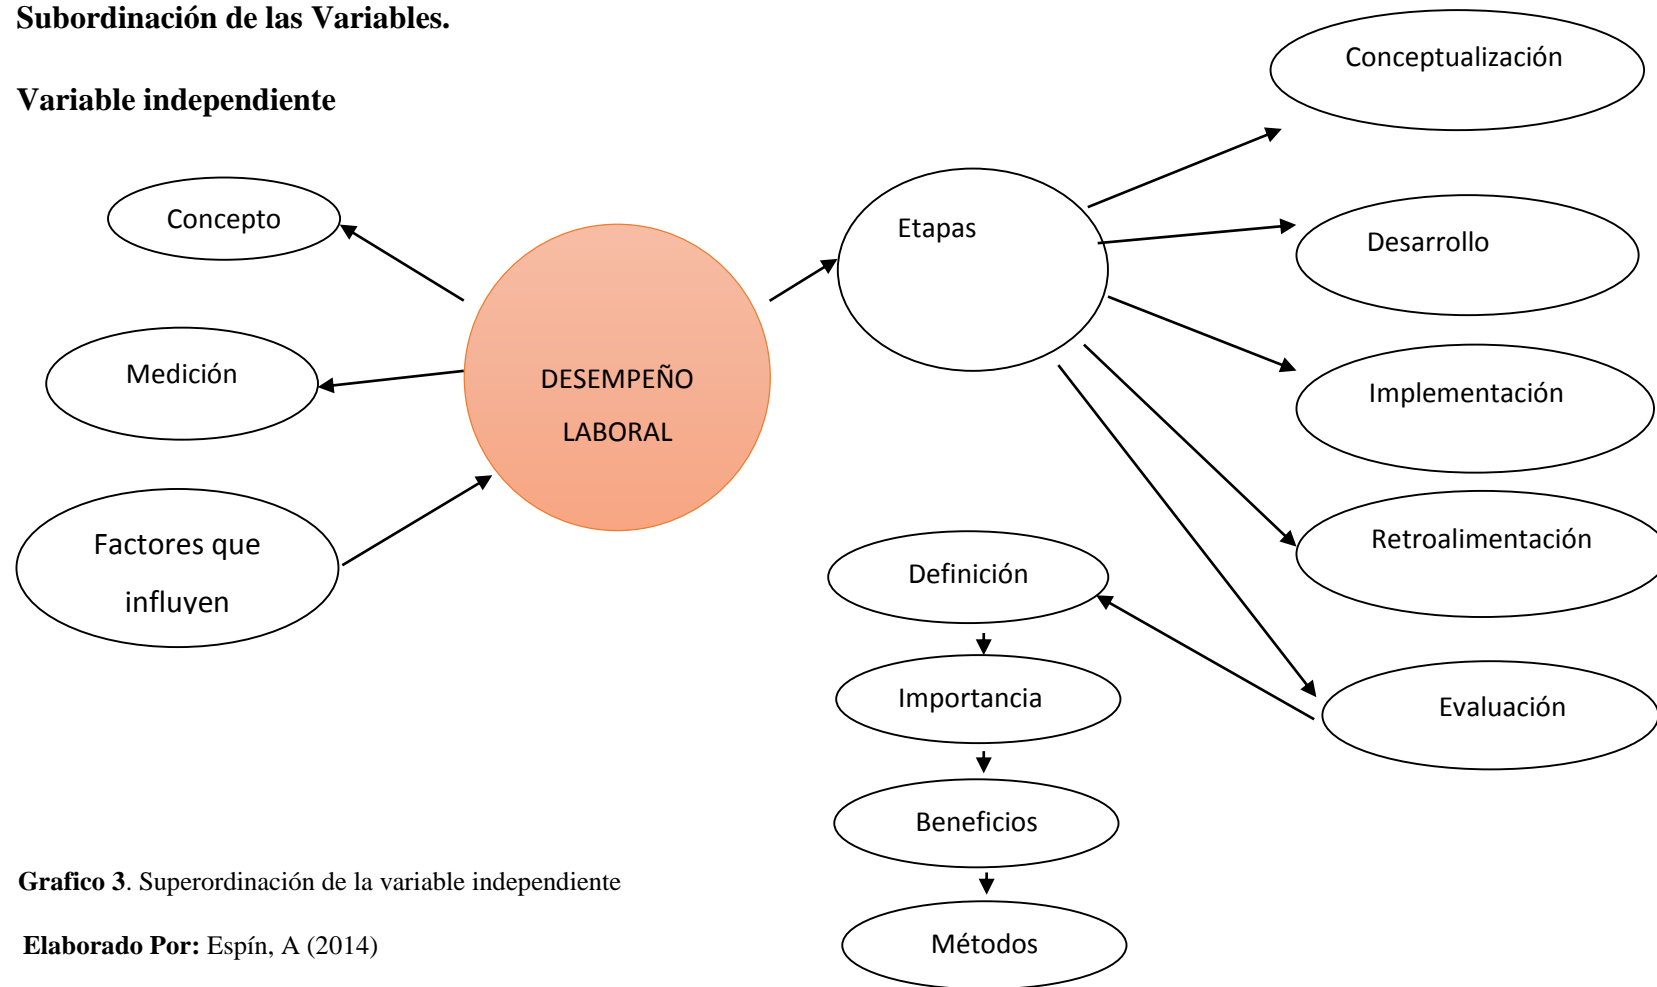 Subordinación de las Variables.
Variable independiente
Concepto
Medición
Factores que
influyen
DESEMPEÑO
LABORAL
Etapas
Conceptualización
Desarrollo
Implementación
Retroalimentación
Evaluación
Definición
Importancia
Beneficios
Métodos
Grafico 3. Superordinación de la variable independiente
Elaborado Por: Espín, A (2014)